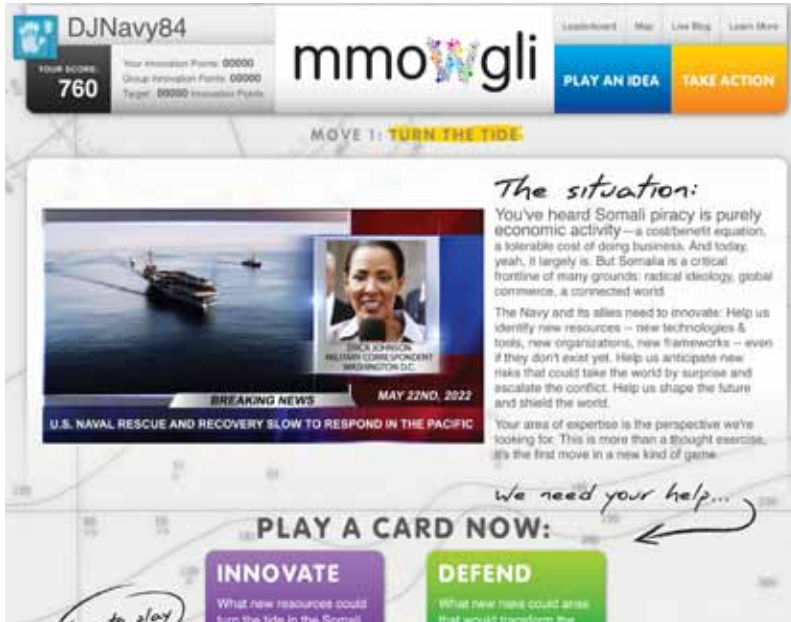 DJNavy84
YOUR SCORE:
760
Your Innovation Points: 00000
Group Innovation Points: 00000
Target: 00000 Innovation Points
mmowgli
Leaderboard Map Live Blog Learn More
PLAY AN IDEA
TAKE ACTION
MOVE 1: TURN THE TIDE
The situation:
You've heard Somali piracy is purely
economic activity—a cost/benefit equation,
a tolerable cost of doing business. And today,
yeah, it largely is. But Somalia is a critical
frontline of many grounds: radical ideology, global
commerce, a connected world.
The Navy and its allies need to innovate: Help us
identify new resources -- new technologies &
tools, new organizations, new frameworks -- even
if they don't exist yet. Help us anticipate new
risks that could take the world by surprise and
escalate the conflict. Help us shape the future
and shield the world.
Your area of expertise is the perspective we're
looking for. This is more than a thought exercise,
it's the first move in a new kind of game.
ERICA JOHNSON
MILITARY CORRESPONDENT
WASHINGTON D.C.
BREAKING NEWS
MAY 22ND, 2022
U.S. NAVAL RESCUE AND RECOVERY SLOW TO RESPOND IN THE PACIFIC
We need your help...
PLAY A CARD NOW:
INNOVATE
What new resources could
turn the tide in the Somali
DEFEND
What new risks could arise
that would transform the
to play